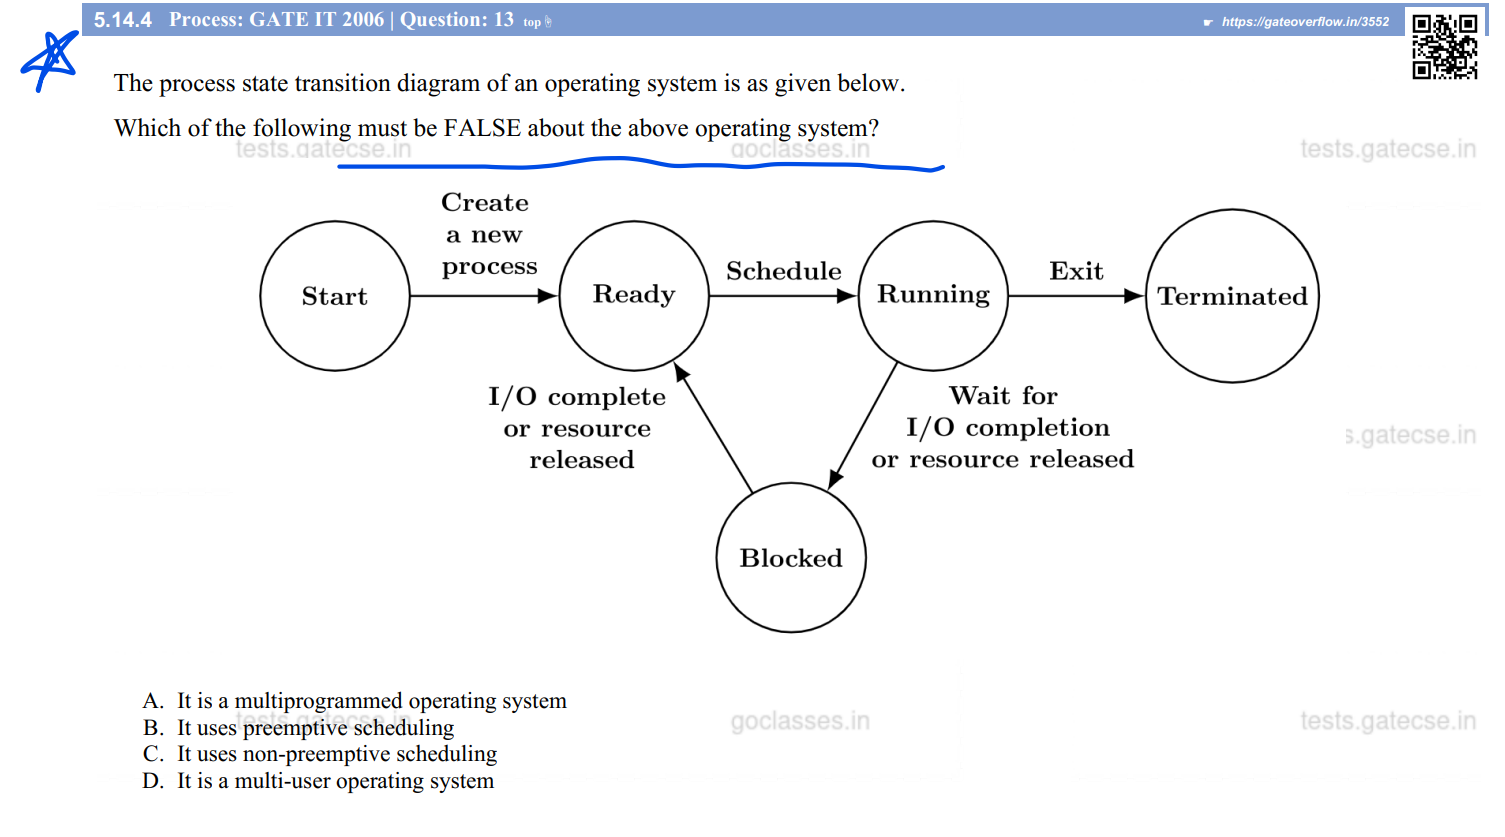 5.14.4 Process: GATE IT 2006 | Question: 13 top
https://gateoverflow.in/3552
The process state transition diagram of an operating system is as given below.
Which of the following must be FALSE about the above operating system?
tests.gatecse.in goclasses.in tests.gatecse.in
Create
a new
process
Schedule
Exit
Start
Ready
Running
Terminated
I/O complete
or resource
released
Wait for
I/O completion
or resource released
s.gatecse.in
Blocked
A. It is a multiprogrammed operating system
tests.gatecse.in goclasses.in tests.gatecse.in
B. It uses preemptive scheduling
C. It uses non-preemptive scheduling
D. It is a multi-user operating system